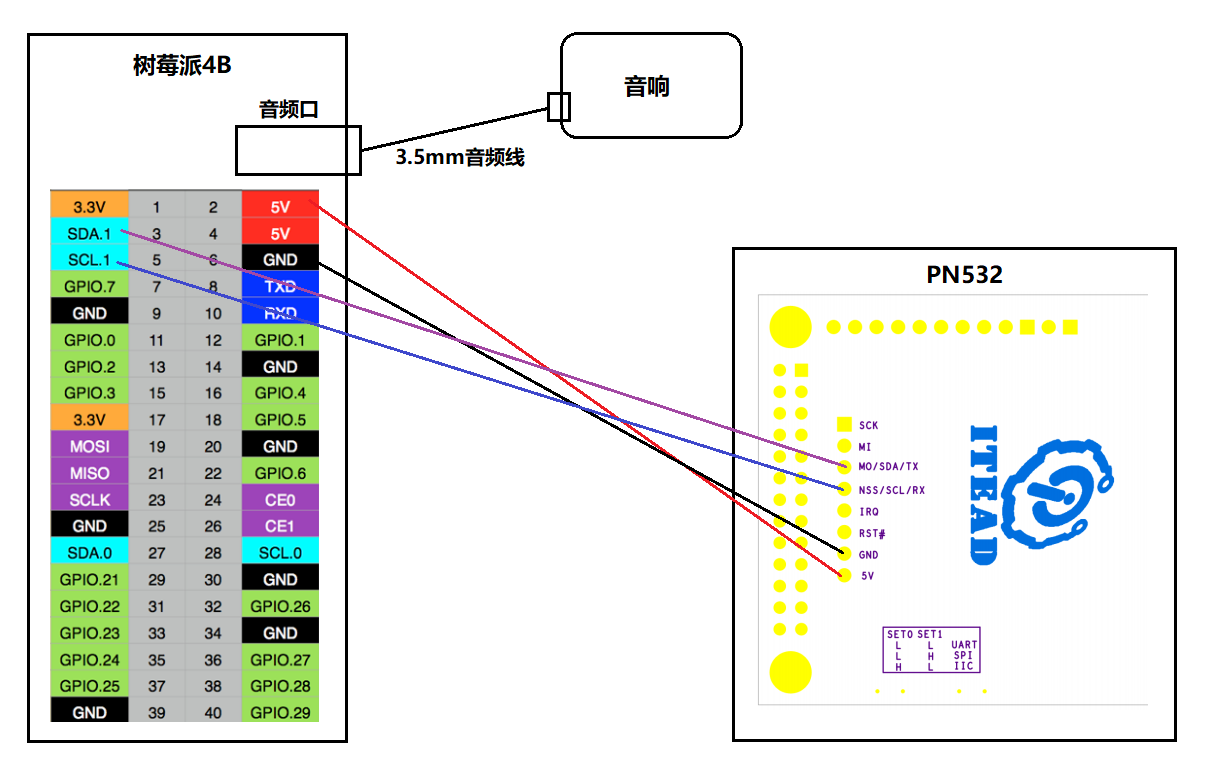 树莓派4B
音频口
音响
3.5mm音频线
3.3V 1 2 5V
SDA.1 3 4 5V
SCL.1 5 6 GND
GPIO.7 7 8 TXD
GND 9 10 RXD
GPIO.0 11 12 GPIO.1
GPIO.2 13 14 GND
GPIO.3 15 16 GPIO.4
3.3V 17 18 GPIO.5
MOSI 19 20 GND
MISO 21 22 GPIO.6
SCLK 23 24 CE0
GND 25 26 CE1
SDA.0 27 28 SCL.0
GPIO.21 29 30 GND
GPIO.22 31 32 GPIO.26
GPIO.23 33 34 GND
GPIO.24 35 36 GPIO.27
GPIO.25 37 38 GPIO.28
GND 39 40 GPIO.29
PN532
SCK
MI
MO/SDA/TX
NSS/SCL/RX
IRQ
RST#
GND
5V
ITEAD
SET0 SET1
L L UART
L H SPI
H L IIC